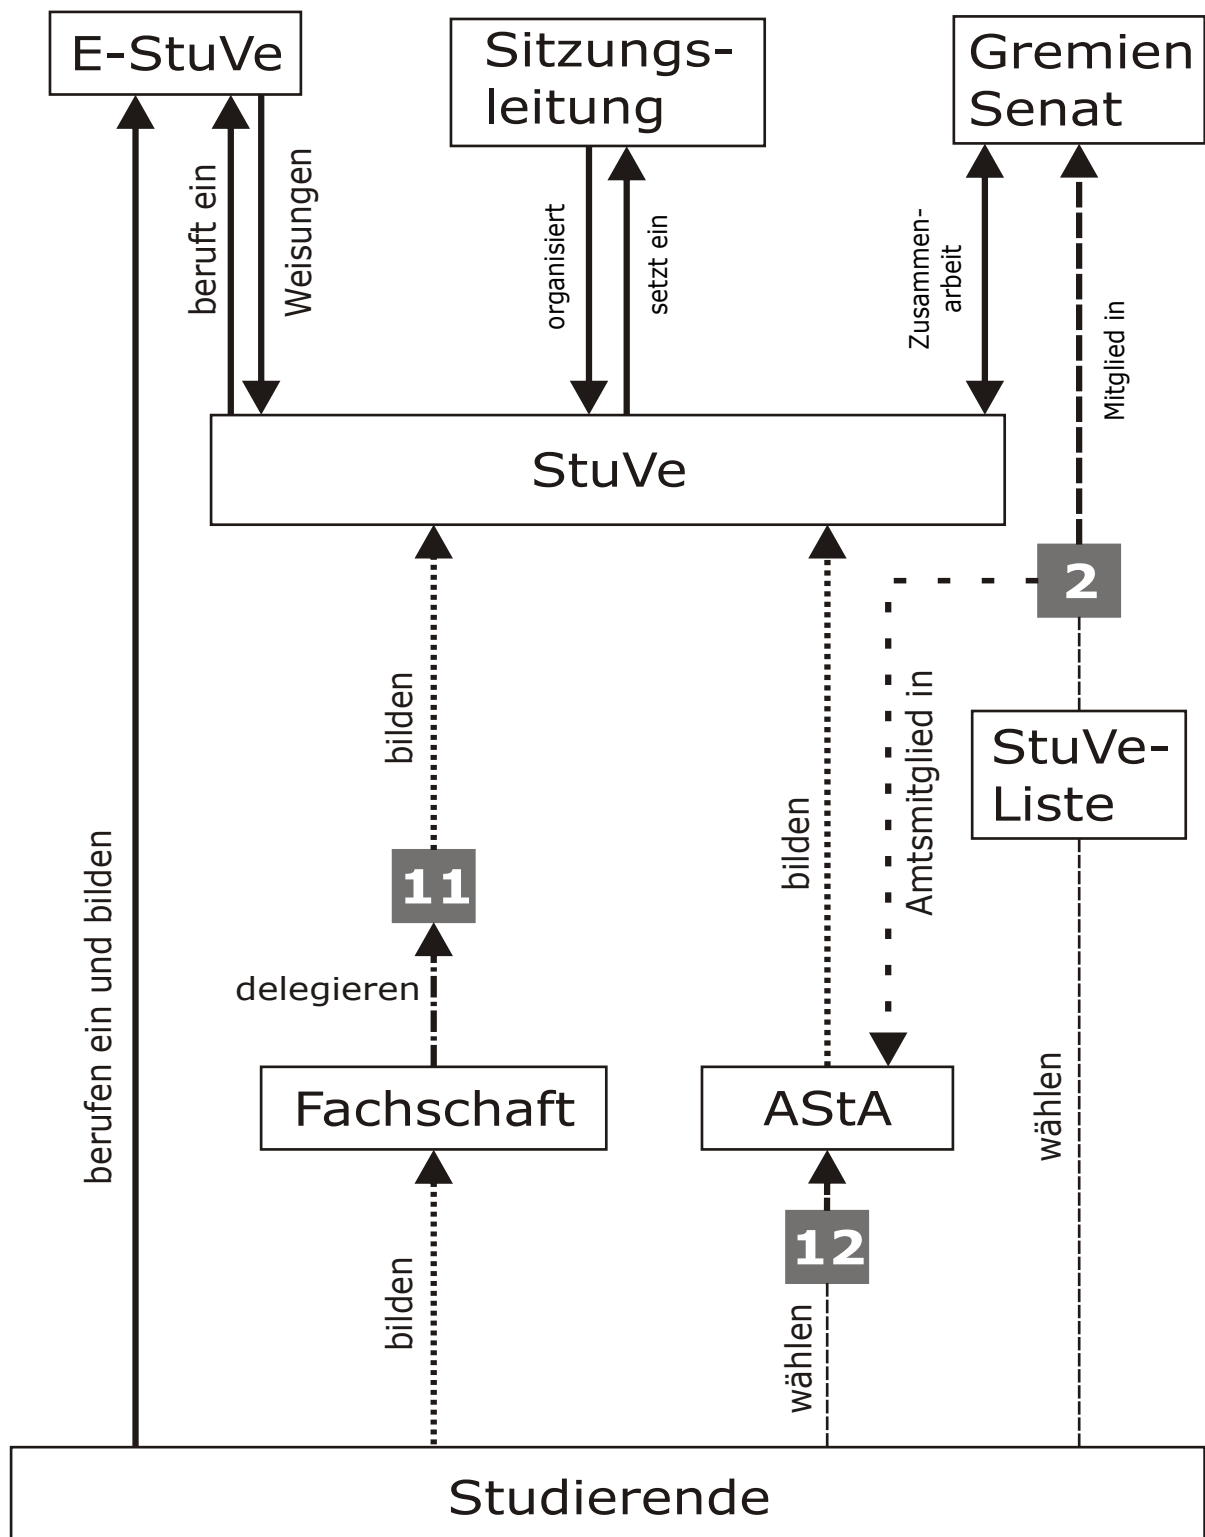 E-StuVe
Sitzungs-
leitung
Gremien
Senat
beruft ein
Weisungen
organisiert
setzt ein
Zusammen-
arbeit
Mitglied in
StuVe
2
bilden
bilden
Amtsmitglied in
StuVe-
Liste
berufen ein und bilden
11
delegieren
Fachschaft
AStA
wählen
12
bilden
wählen
Studierende